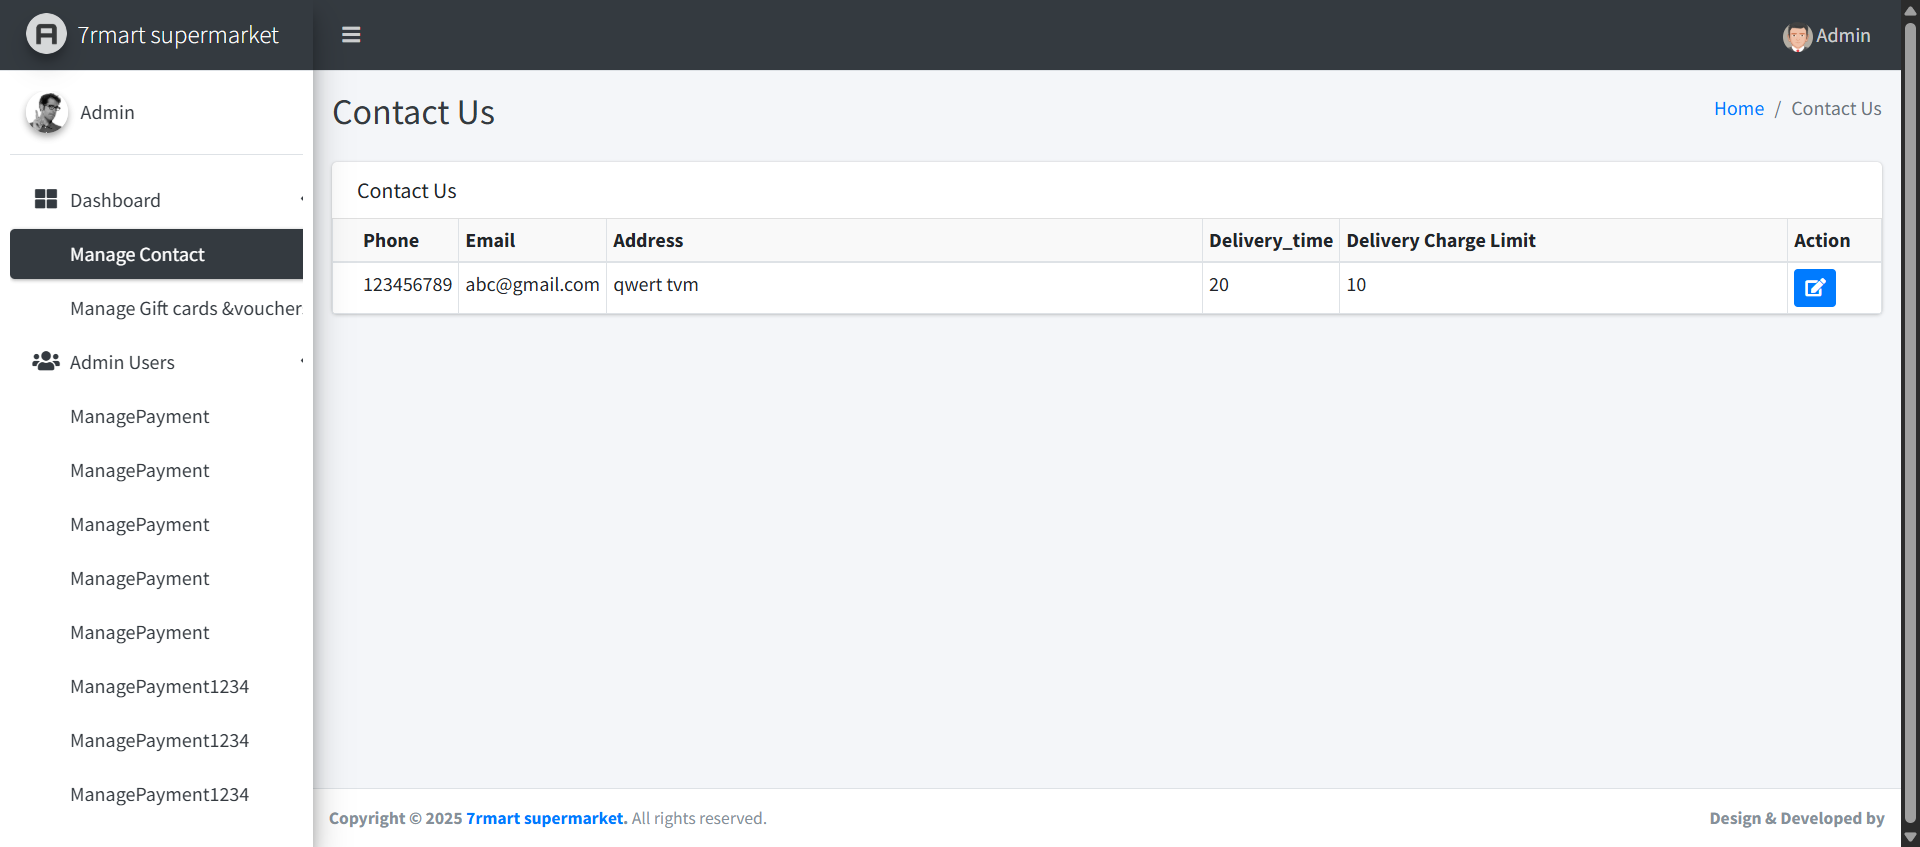 7rmart supermarket
Admin
Admin
Dashboard
Manage Contact
Manage Gift cards &voucher
Admin Users
ManagePayment
ManagePayment
ManagePayment
ManagePayment
ManagePayment
ManagePayment1234
ManagePayment1234
ManagePayment1234
Contact Us
Home / Contact Us
Contact Us
Phone Email Address Delivery_time Delivery Charge Limit Action
123456789 abc@gmail.com qwert tvm 20 10
Copyright © 2025 7rmart supermarket. All rights reserved.
Design & Developed by